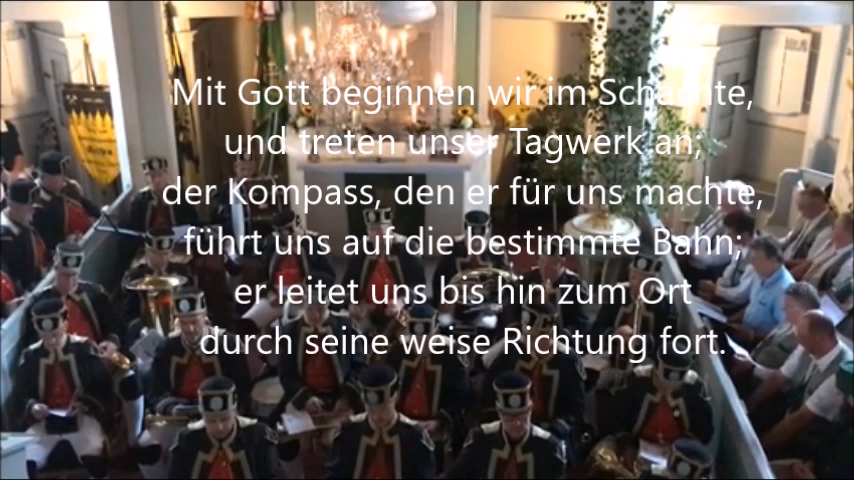 Mit Gott beginnen wir im Schachte,
und treten unser Tagwerk an;
der Kompass, den er für uns machte,
führt uns auf die bestimmte Bahn;
er leitet uns bis hin zum Ort
durch seine weise Richtung fort.